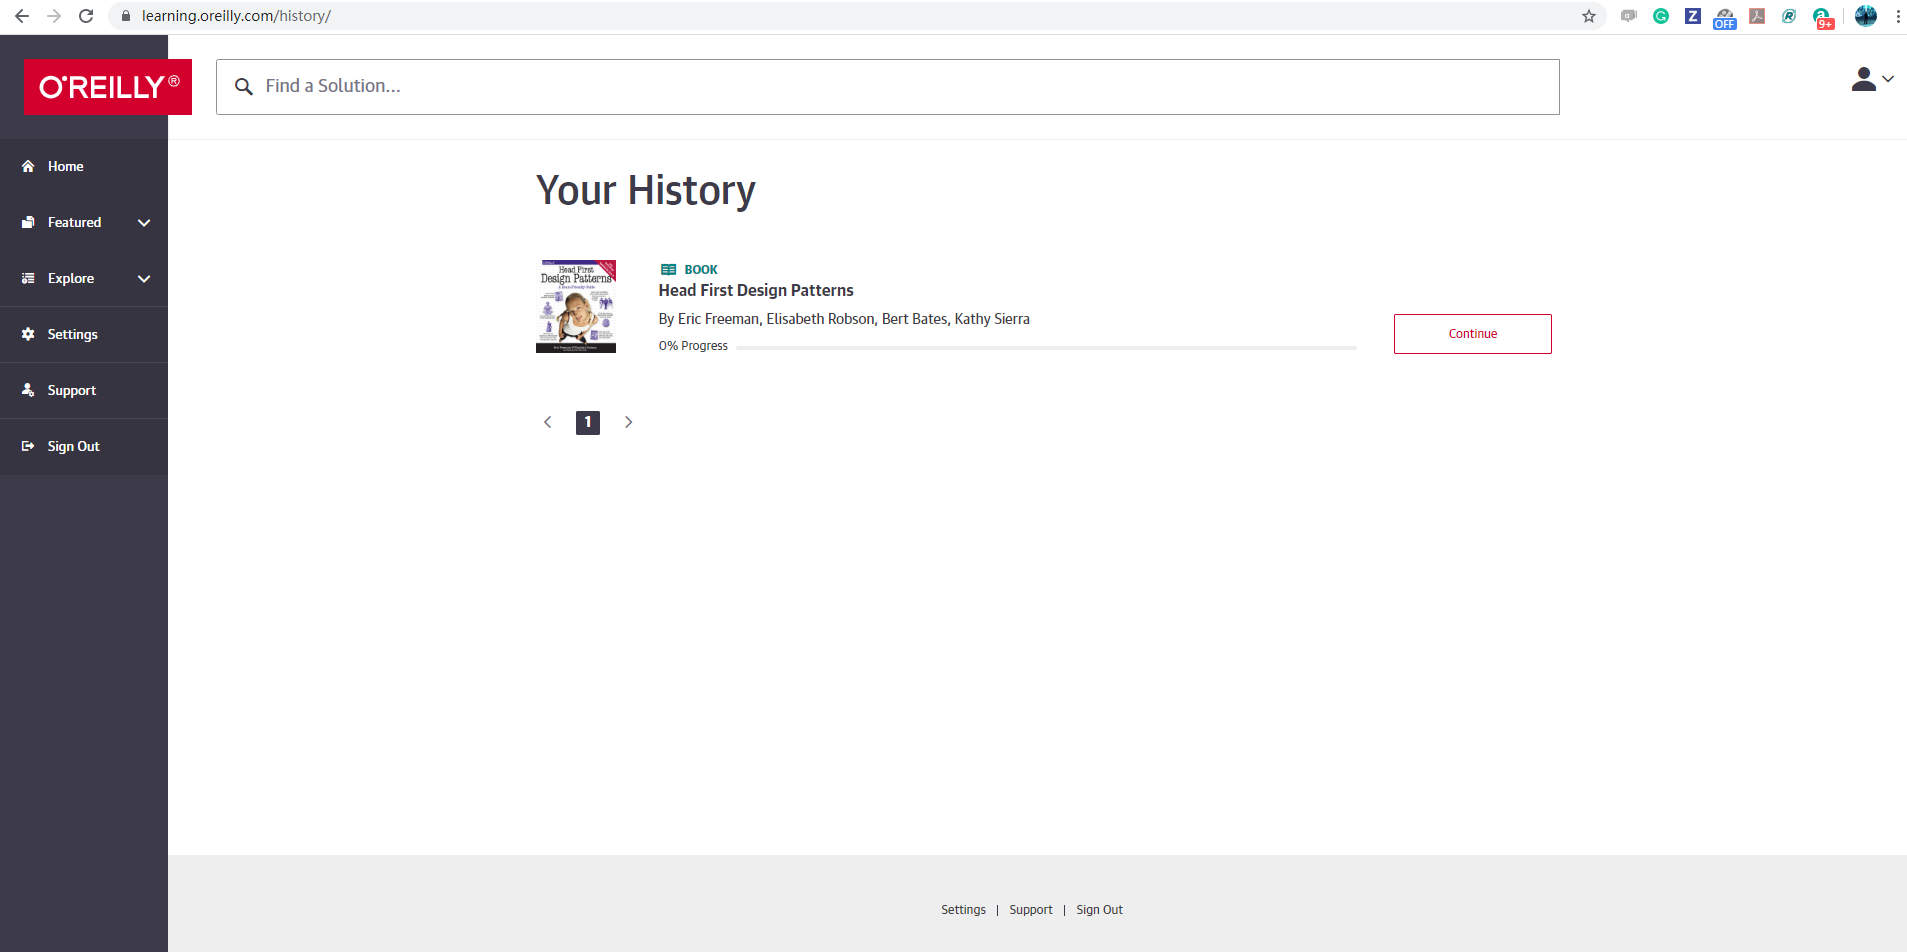 learning.oreilly.com/history/
OFF
9+
O'REILLY®
Find a Solution...
Home
Featured
Explore
Settings
Support
Sign Out
Your History
Head First
Design Patterns
BOOK
Head First Design Patterns
By Eric Freeman, Elisabeth Robson, Bert Bates, Kathy Sierra
0% Progress
Continue
1
Settings | Support | Sign Out